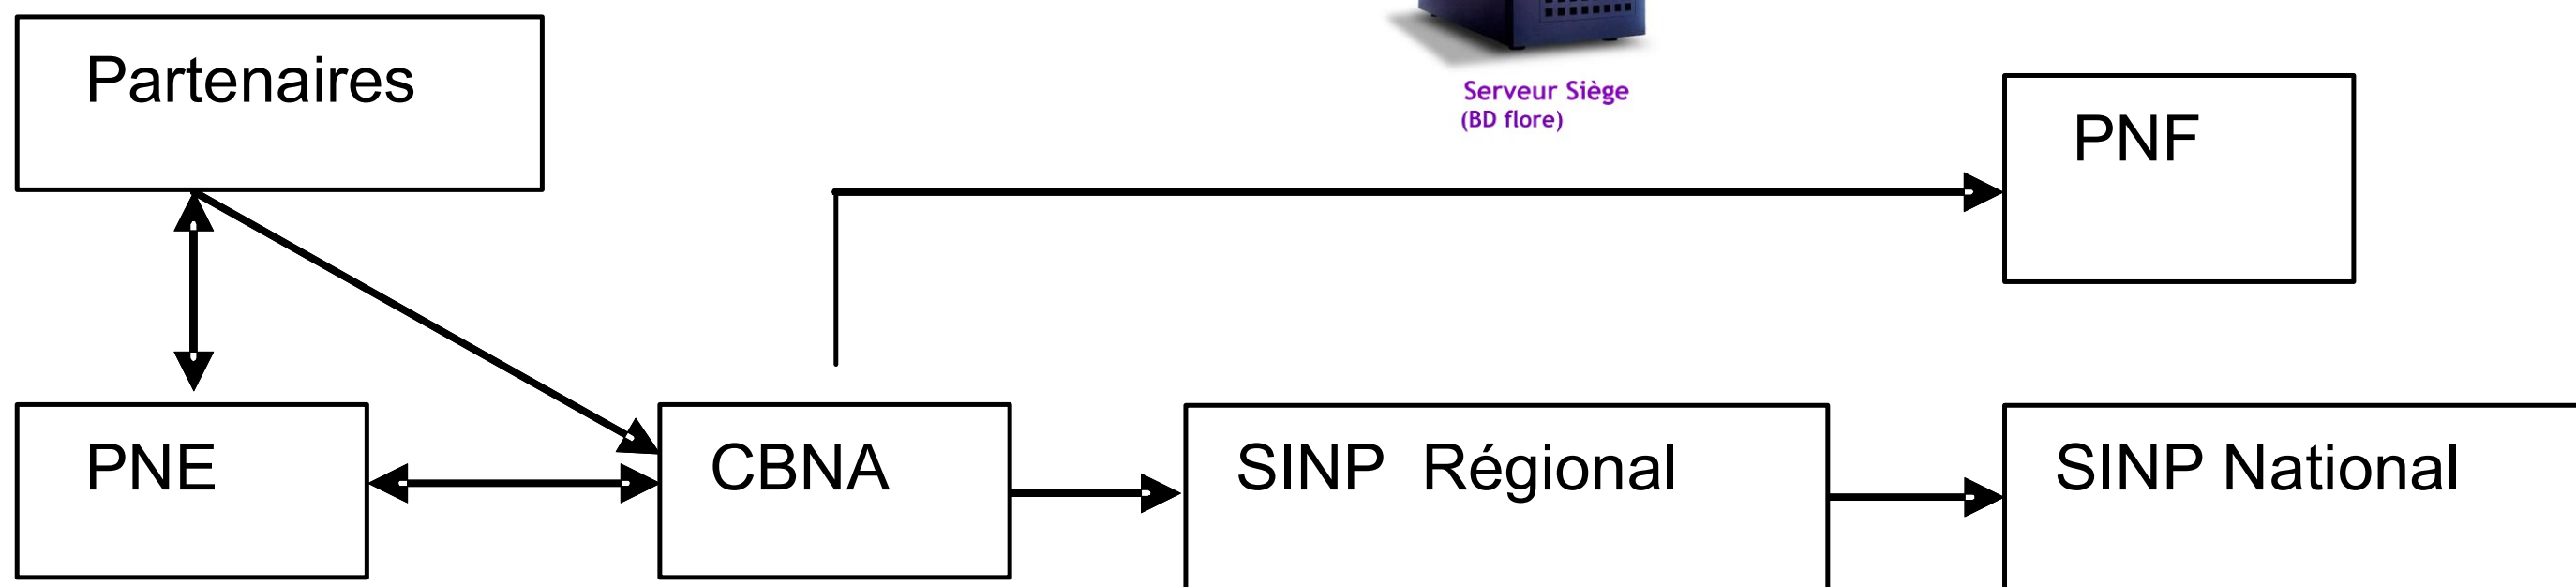 Partenaires
Serveur Siège
(BD flore)
PNF
PNE
CBNA
SINP Régional
SINP National